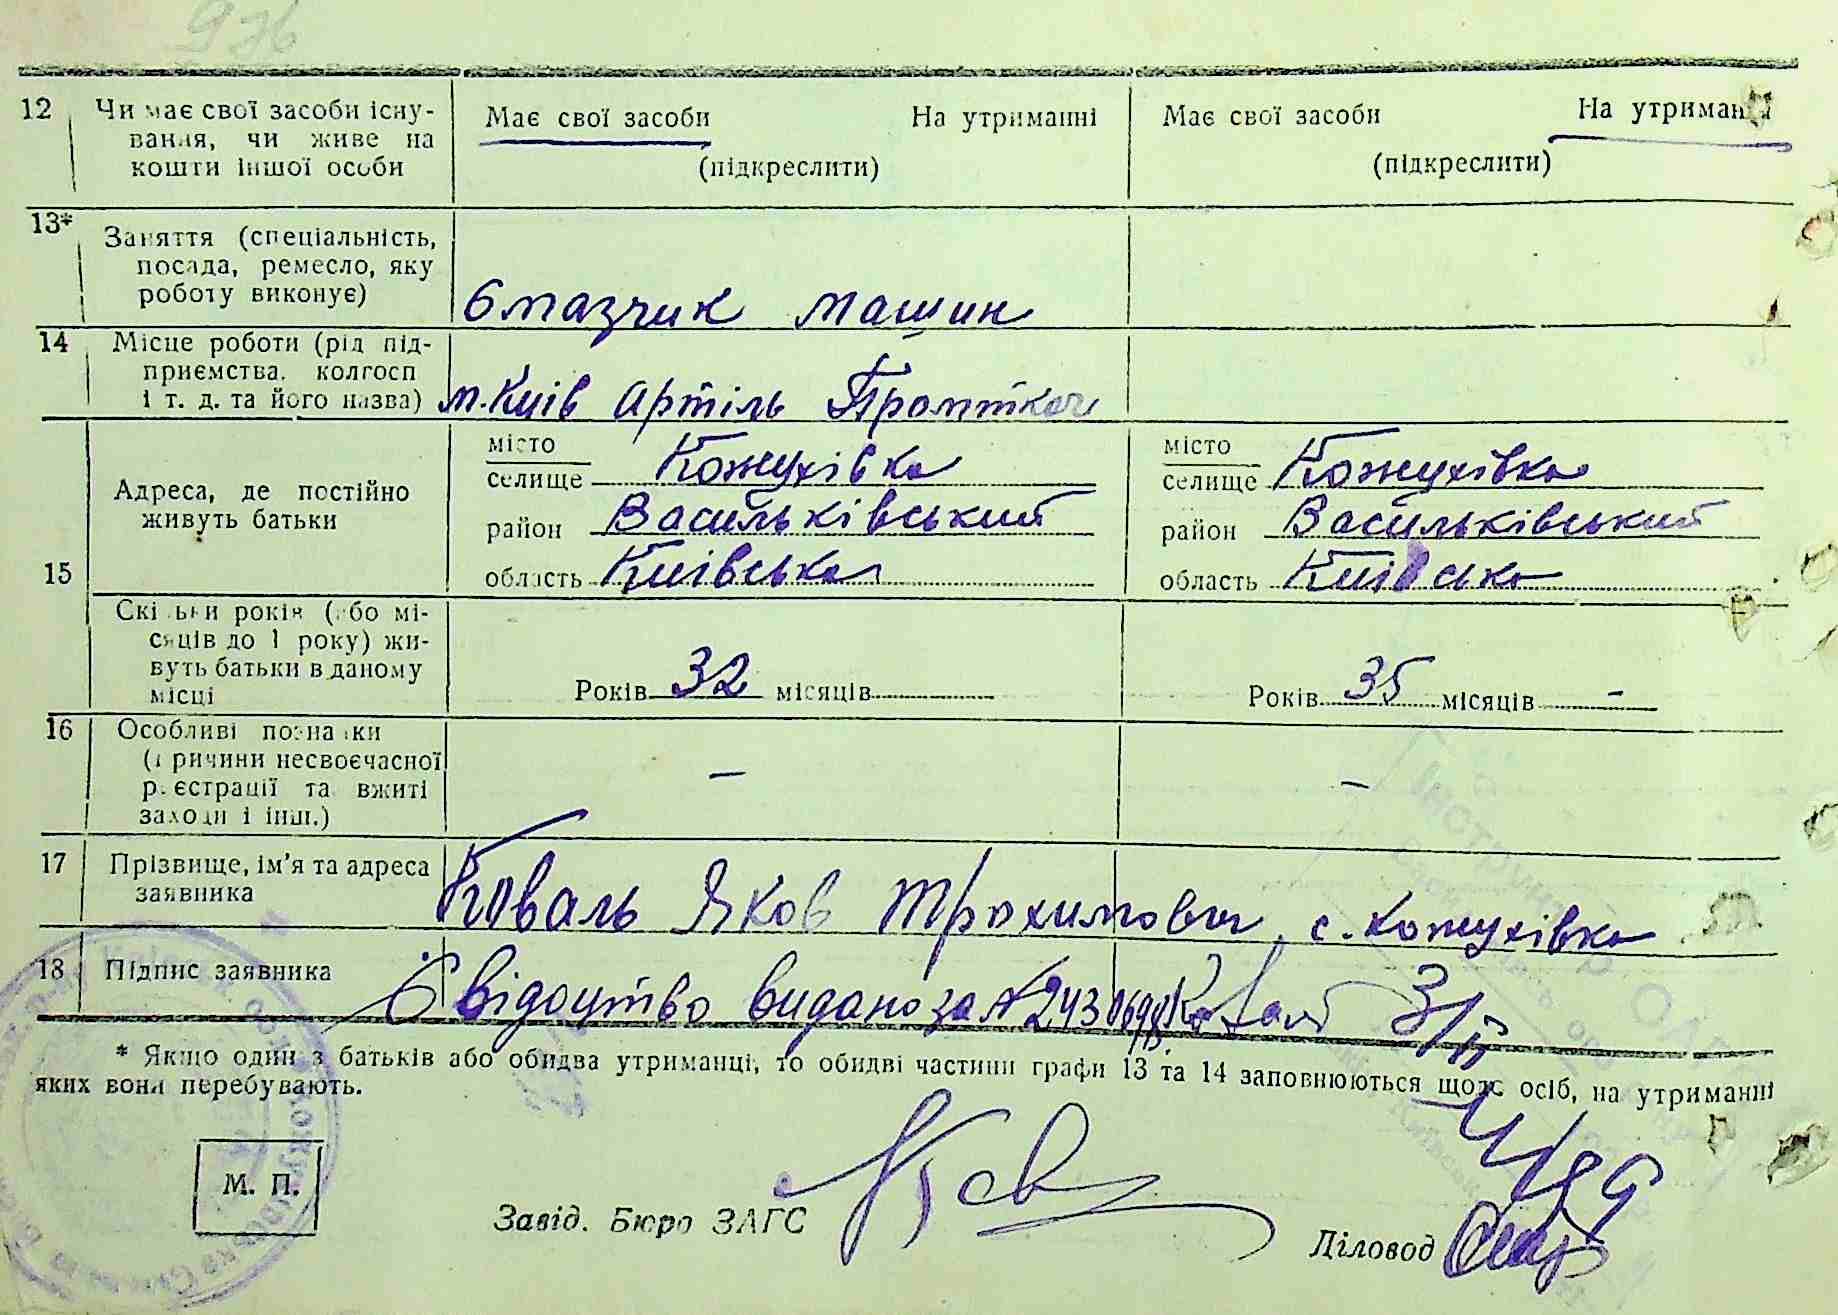 976
12 Чи має свої засоби існу-
вання, чи живе на
кошти іншої особи
Має свої засоби На утриманні
(підкреслити)
Має свої засоби На утриманні
(підкреслити)
13* Заняття (спеціальність,
посада, ремесло, яку
роботу виконує)
Смазчик машин
14 Місце роботи (рід під-
приємства, колгосп
і т. д. та його назва)
м. Київ Артіль Промткач
15
Адреса, де постійно
живуть батьки
місто
селище Кожухівка
район Васильківський
область Київська
місто
селище Кожухівка
район Васильківський
область Київська
Скільки років (або мі-
сяців до 1 року) жи-
вуть батьки в даному
місці
Років 32 місяців
Років 35 місяців -
16 Особливі познаки
(причини несвоєчасної
реєстрації та вжиті
заходи і інш.)
–
–
17 Прізвище, ім'я та адреса
заявника
Коваль Яков Трохимович с. Кожухівка
18 Підпис заявника
Свідоцтво видано за №
* Якщо один з батьків або обидва утриманці, то обидві частини графи 13 та 14 заповнюються щодо осіб, на утриманні
яких вони перебувають.
М. П.
Завід. Бюро ЗАГС
Діловод